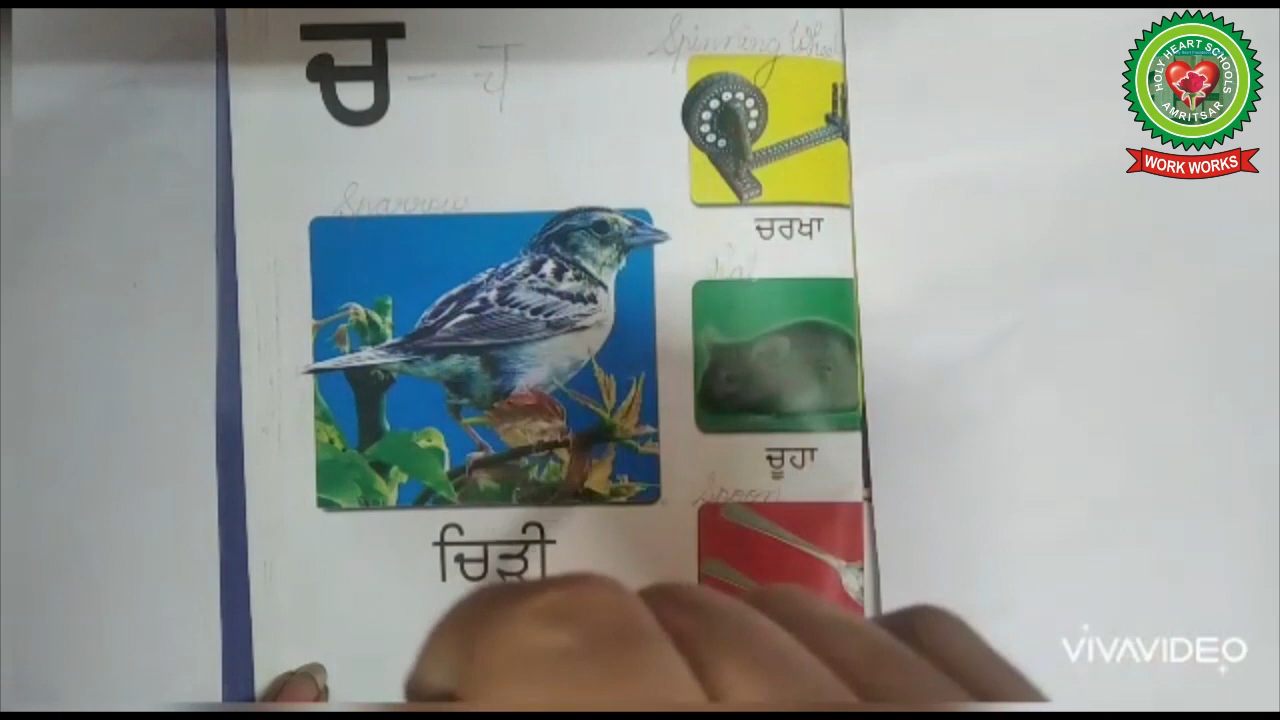 ਚ - च
Spinning Wheel
ਚਰਖਾ
Sparrow
ਚਿੜੀ
Rat
ਚੂਹਾ
Spoon
HOLY HEART SCHOOLS
AMRITSAR
WORK WORKS
VIVAVIDEO